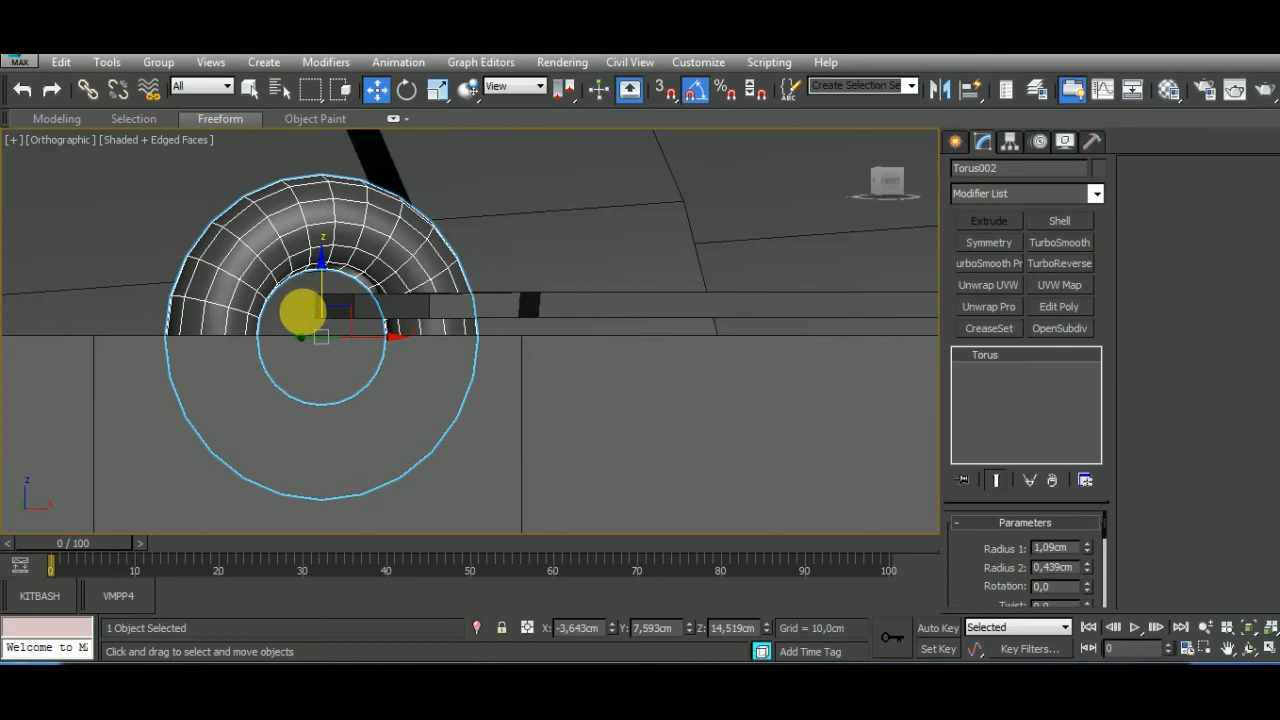 MAX
Edit Tools Group Views Create Modifiers Animation Graph Editors Rendering Civil View Customize Scripting Help
All View 3 ABC Create Selection Se
Modeling Selection Freeform Object Paint
[+] [Orthographic] [Shaded + Edged Faces]
FRONT
z
z
x
Torus002
Modifier List
Extrude Shell
Symmetry TurboSmooth
urboSmooth Pr TurboReverse
Unwrap UVW UVW Map
Unwrap Pro Edit Poly
CreaseSet OpenSubdiv
Torus
- Parameters
Radius 1: 1,09cm
Radius 2: 0,439cm
Rotation: 0,0
< 0 / 100 >
0 10 20 30 40 50 60 70 80 90 100
KITBASH VMPP4
1 Object Selected X: -3,643cm Y: 7,593cm Z: 14,519cm Grid = 10,0cm Auto Key Selected
Welcome to Click and drag to select and move objects Add Time Tag Set Key Key Filters... 0